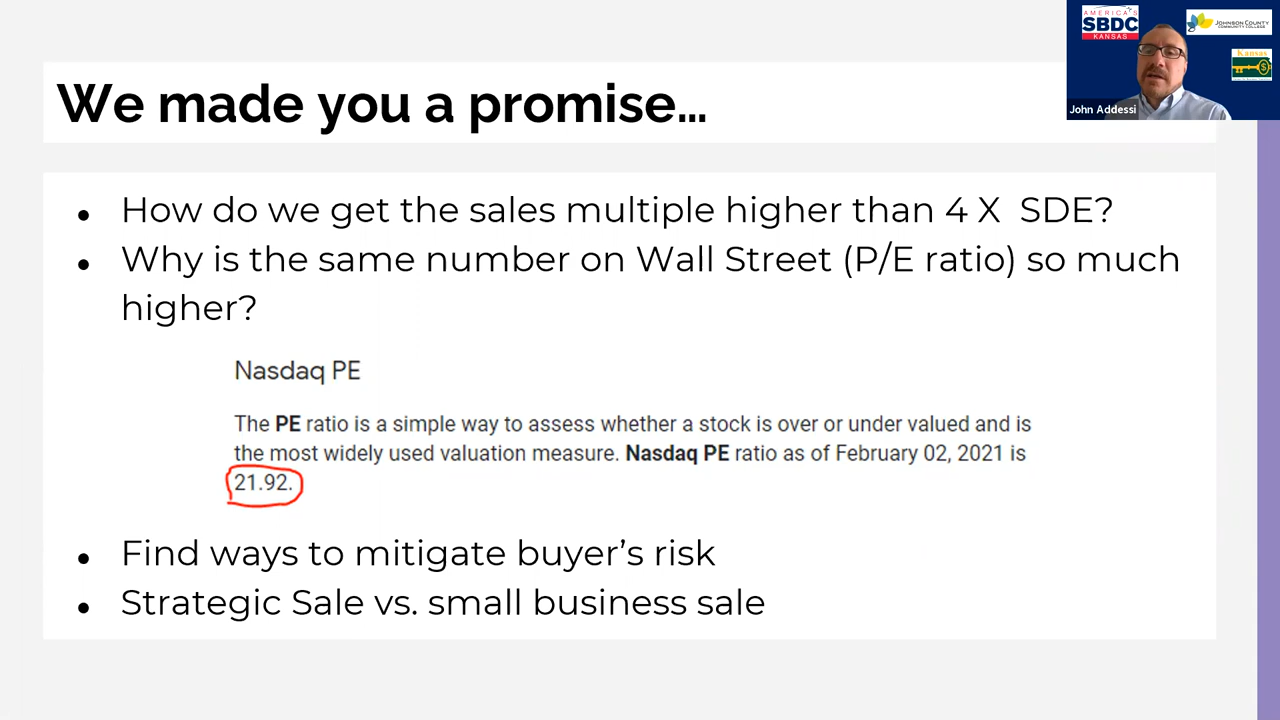 We made you a promise...
AMERICA'S
SBDC
KANSAS
JOHNSON COUNTY
COMMUNITY COLLEGE
Kansas
John Addessi
● How do we get the sales multiple higher than 4 X SDE?
● Why is the same number on Wall Street (P/E ratio) so much
higher?
Nasdaq PE
The PE ratio is a simple way to assess whether a stock is over or under valued and is
the most widely used valuation measure. Nasdaq PE ratio as of February 02, 2021 is
21.92.
● Find ways to mitigate buyer's risk
● Strategic Sale vs. small business sale